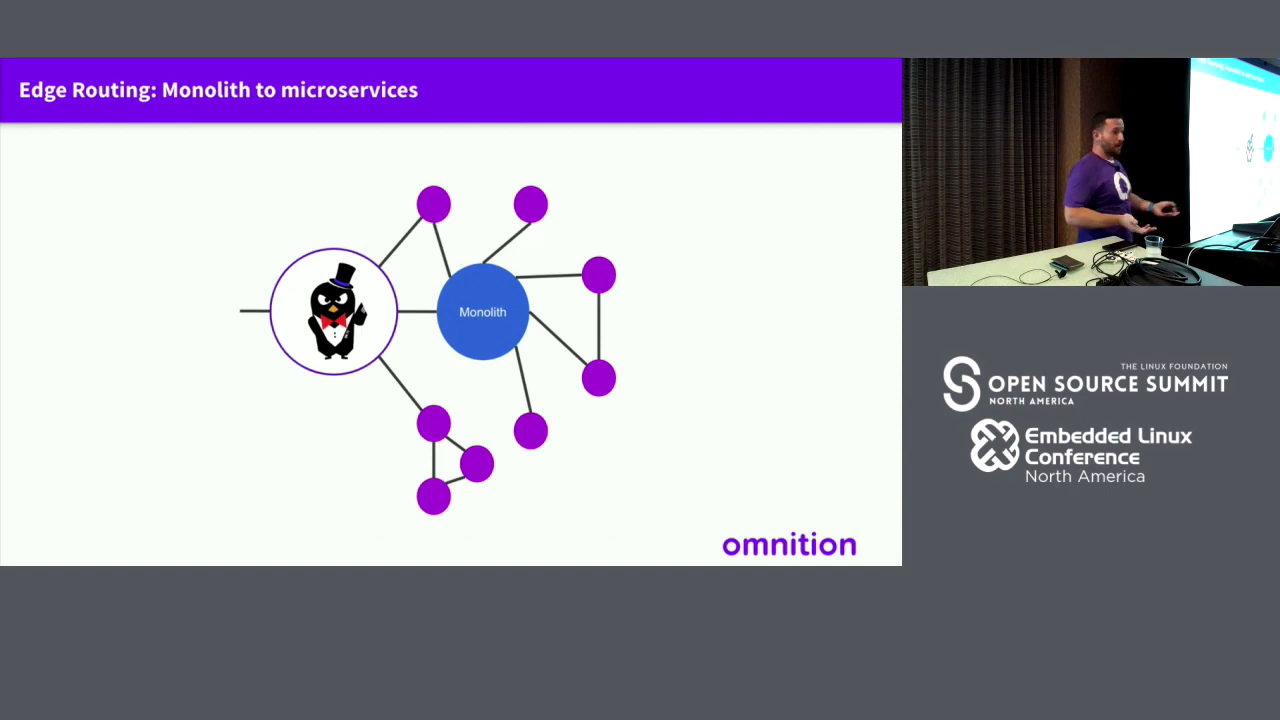 Edge Routing: Monolith to microservices
Monolith
omnition
THE LINUX FOUNDATION
OPEN SOURCE SUMMIT
NORTH AMERICA
Embedded Linux
Conference
North America